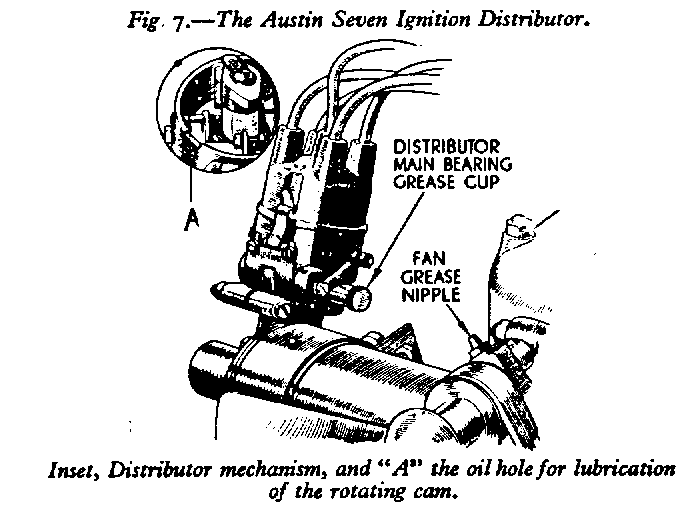 Fig. 7.—The Austin Seven Ignition Distributor.
A
DISTRIBUTOR
MAIN BEARING
GREASE CUP
FAN
GREASE
NIPPLE
Inset, Distributor mechanism, and "A" the oil hole for lubrication
of the rotating cam.